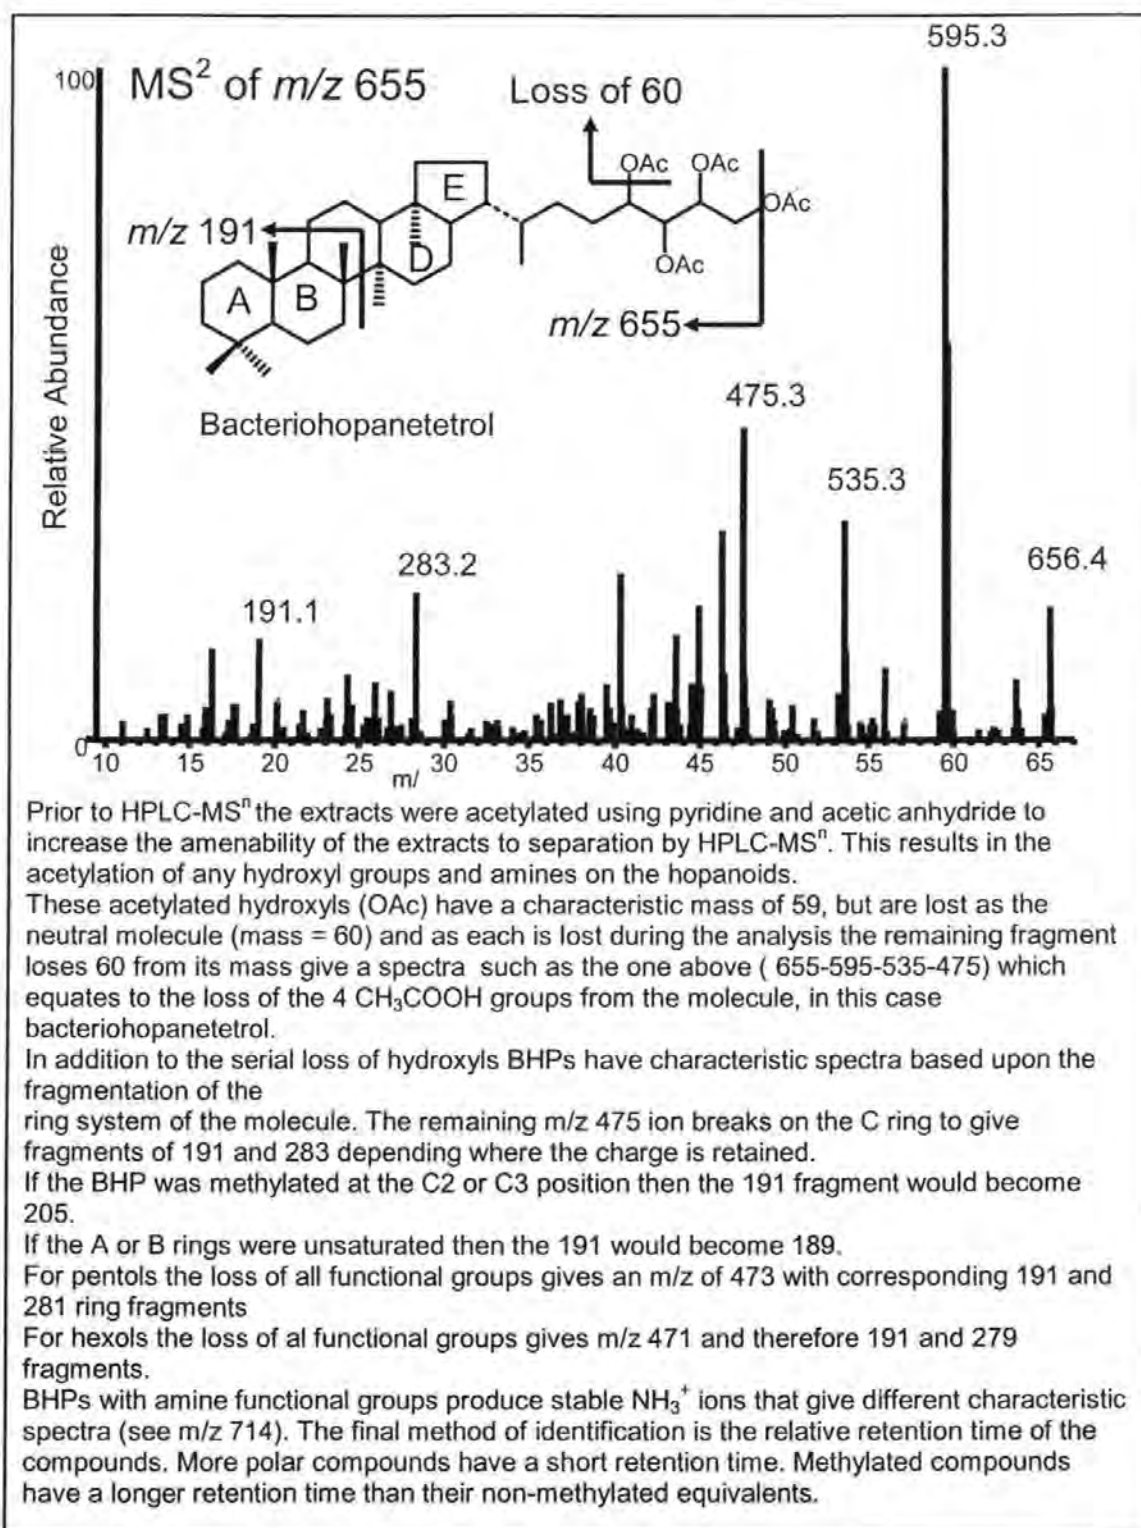 595.3
100
MS² of m/z 655
Loss of 60
OAc OAc
E
OAc
m/z 191
D
OAc
A B
m/z 655
Bacteriohopanetetrol
475.3
535.3
Relative Abundance
283.2
656.4
191.1
0
10 15 20 25 30 35 40 45 50 55 60 65
m/
Prior to HPLC-MSⁿ the extracts were acetylated using pyridine and acetic anhydride to
increase the amenability of the extracts to separation by HPLC-MSⁿ. This results in the
acetylation of any hydroxyl groups and amines on the hopanoids.
These acetylated hydroxyls (OAc) have a characteristic mass of 59, but are lost as the
neutral molecule (mass = 60) and as each is lost during the analysis the remaining fragment
loses 60 from its mass give a spectra such as the one above ( 655-595-535-475) which
equates to the loss of the 4 CH₃COOH groups from the molecule, in this case
bacteriohopanetetrol.
In addition to the serial loss of hydroxyls BHPs have characteristic spectra based upon the
fragmentation of the
ring system of the molecule. The remaining m/z 475 ion breaks on the C ring to give
fragments of 191 and 283 depending where the charge is retained.
If the BHP was methylated at the C2 or C3 position then the 191 fragment would become
205.
If the A or B rings were unsaturated then the 191 would become 189.
For pentols the loss of all functional groups gives an m/z of 473 with corresponding 191 and
281 ring fragments
For hexols the loss of al functional groups gives m/z 471 and therefore 191 and 279
fragments.
BHPs with amine functional groups produce stable NH₃⁺ ions that give different characteristic
spectra (see m/z 714). The final method of identification is the relative retention time of the
compounds. More polar compounds have a short retention time. Methylated compounds
have a longer retention time than their non-methylated equivalents.